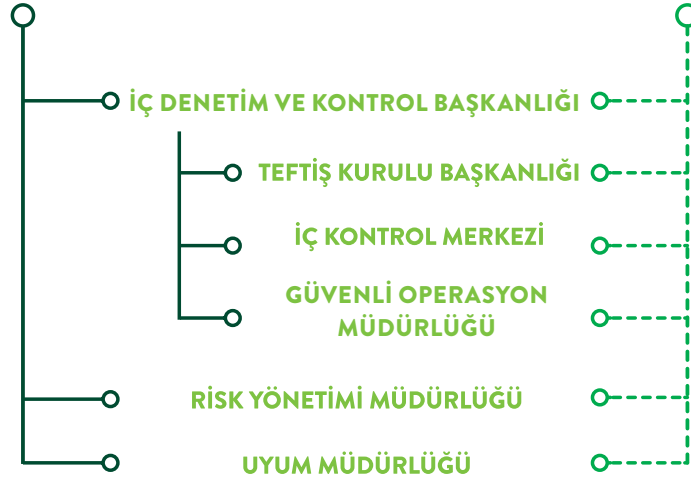 İÇ DENETİM VE KONTROL BAŞKANLIĞI
TEFTİŞ KURULU BAŞKANLIĞI
İÇ KONTROL MERKEZİ
GÜVENLİ OPERASYON
MÜDÜRLÜĞÜ
RİSK YÖNETİMİ MÜDÜRLÜĞÜ
UYUM MÜDÜRLÜĞÜ